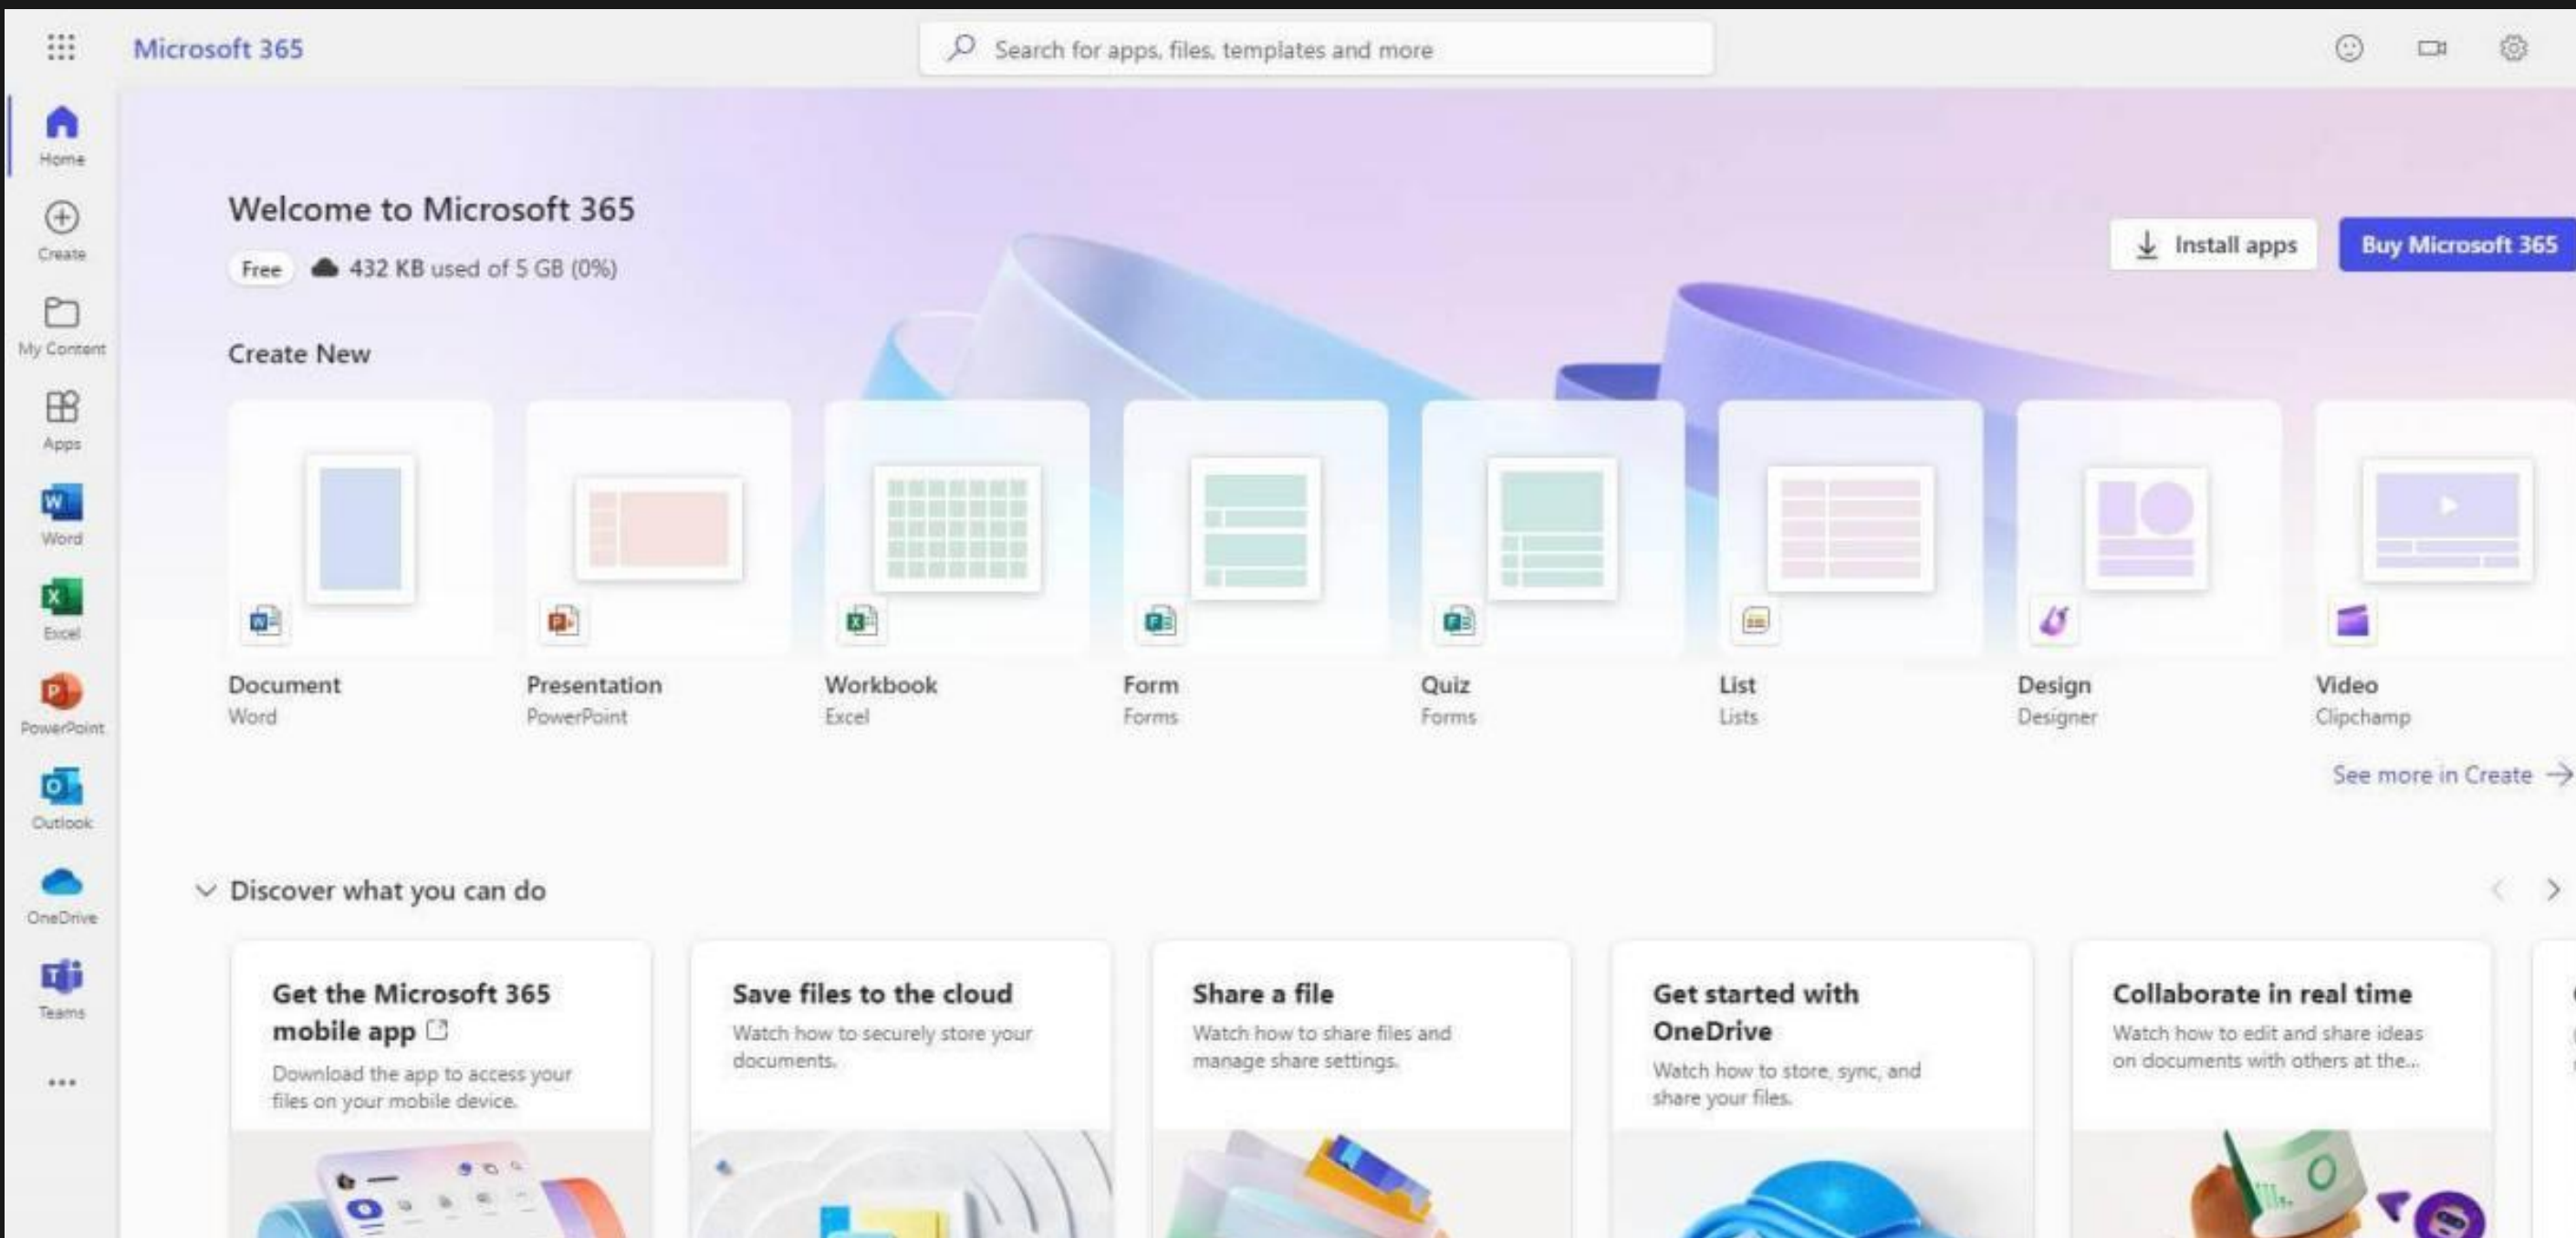 Microsoft 365
Search for apps, files, templates and more
Home
Create
My Content
Apps
Word
Excel
PowerPoint
Outlook
OneDrive
Teams
Welcome to Microsoft 365
Free 432 KB used of 5 GB (0%)
Install apps
Buy Microsoft 365
Create New
Document
Word
Presentation
PowerPoint
Workbook
Excel
Form
Forms
Quiz
Forms
List
Lists
Design
Designer
Video
Clipchamp
See more in Create
Discover what you can do
Get the Microsoft 365
mobile app
Download the app to access your
files on your mobile device.
Save files to the cloud
Watch how to securely store your
documents.
Share a file
Watch how to share files and
manage share settings.
Get started with
OneDrive
Watch how to store, sync, and
share your files.
Collaborate in real time
Watch how to edit and share ideas
on documents with others at the...